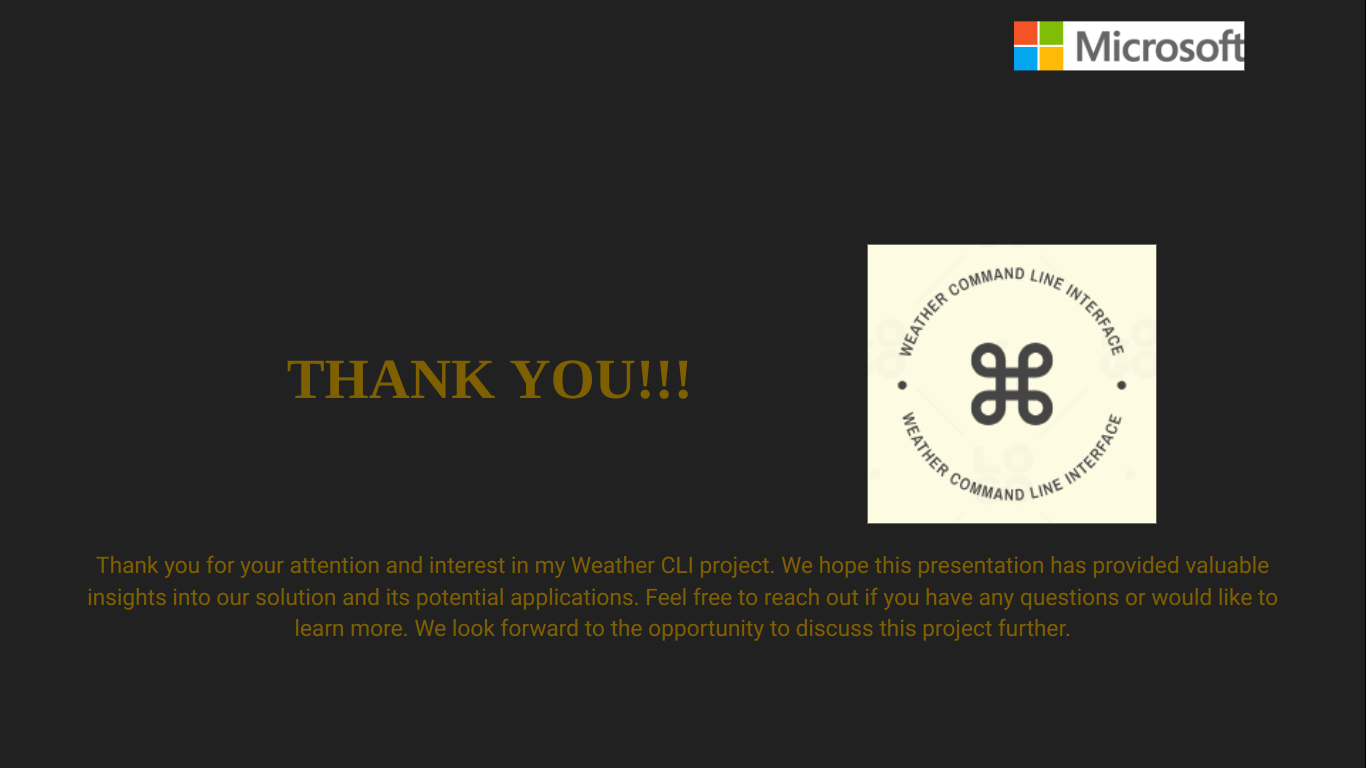 Microsoft
WEATHER COMMAND LINE INTERFACE
WEATHER COMMAND LINE INTERFACE
LO
THANK YOU!!!
Thank you for your attention and interest in my Weather CLI project. We hope this presentation has provided valuable
insights into our solution and its potential applications. Feel free to reach out if you have any questions or would like to
learn more. We look forward to the opportunity to discuss this project further.